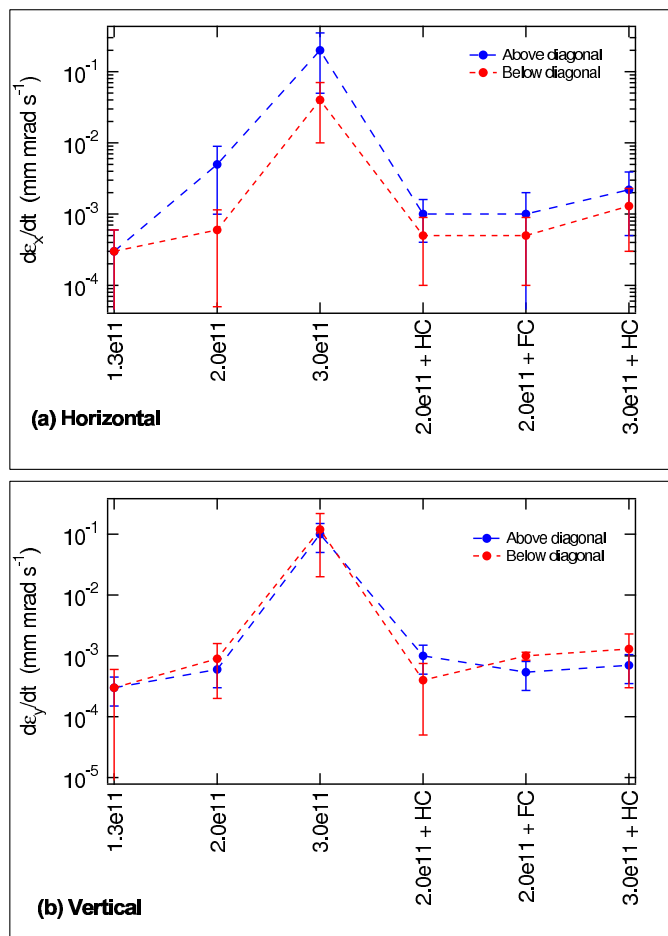 Above diagonal
Below diagonal
10⁻¹
10⁻²
10⁻³
10⁻⁴
dεₓ/dt (mm mrad s⁻¹)
1.3e11
2.0e11
3.0e11
2.0e11 + HC
2.0e11 + FC
3.0e11 + HC
(a) Horizontal
Above diagonal
Below diagonal
10⁻¹
10⁻²
10⁻³
10⁻⁴
10⁻⁵
dε_y/dt (mm mrad s⁻¹)
1.3e11
2.0e11
3.0e11
2.0e11 + HC
2.0e11 + FC
3.0e11 + HC
(b) Vertical